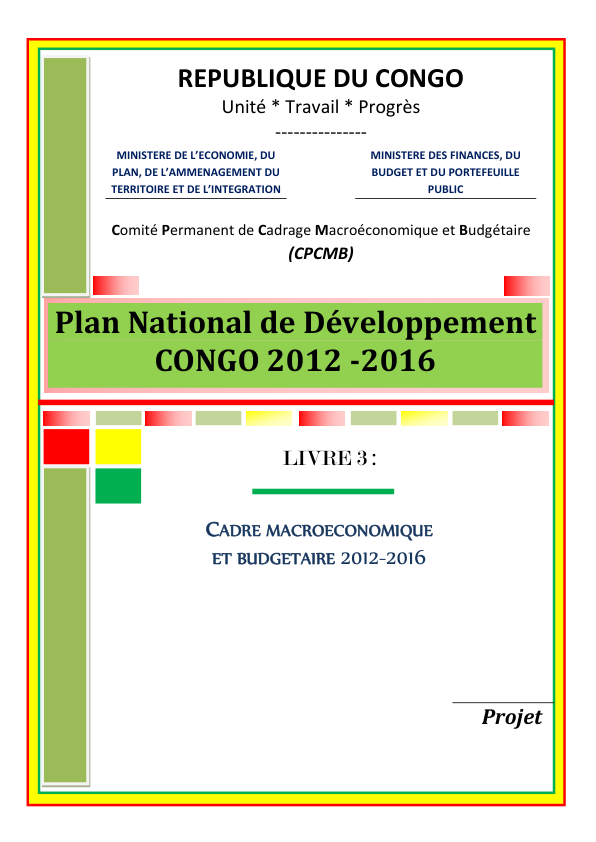 REPUBLIQUE DU CONGO
Unité * Travail * Progrès
---------------
MINISTERE DE L’ECONOMIE, DU
PLAN, DE L’AMMENAGEMENT DU
TERRITOIRE ET DE L’INTEGRATION
MINISTERE DES FINANCES, DU
BUDGET ET DU PORTEFEUILLE
PUBLIC
Comité Permanent de Cadrage Macroéconomique et Budgétaire
(CPCMB)
Plan National de Développement
CONGO 2012 -2016
LIVRE 3 :
CADRE MACROECONOMIQUE
ET BUDGETAIRE 2012-2016
Projet